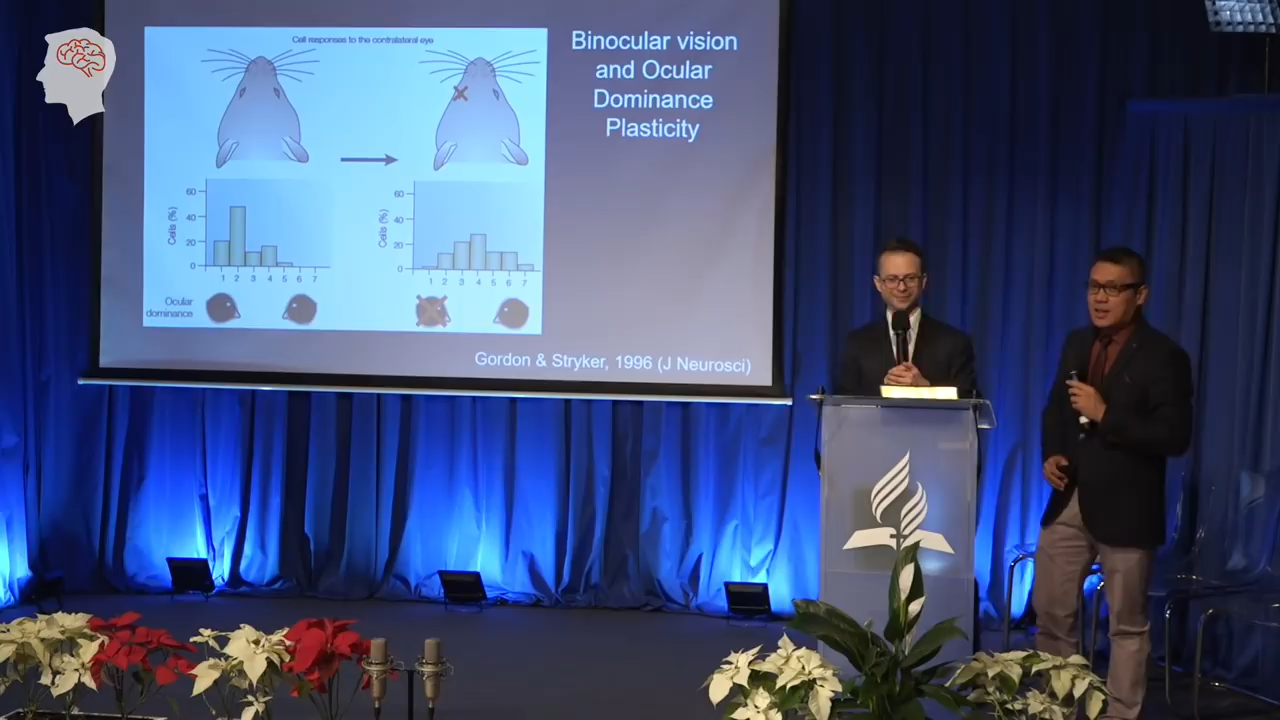 Cell responses to the contralateral eye
Binocular vision
and Ocular
Dominance
Plasticity
Cells (%)
60
40
20
0
1 2 3 4 5 6 7
Cells (%)
60
40
20
0
1 2 3 4 5 6 7
Ocular
dominance
Gordon & Stryker, 1996 (J Neurosci)